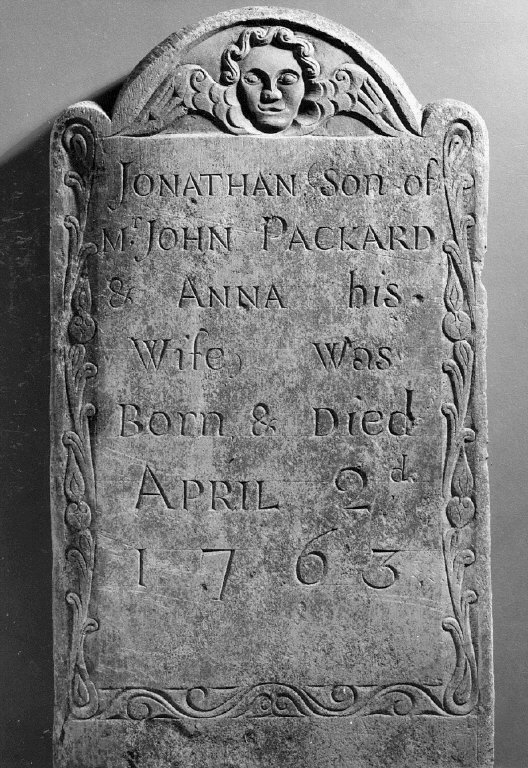 JONATHAN Son of
Mr JOHN PACKARD
& ANNA his
Wife, Was
Born & Died
APRIL 2d.
1763